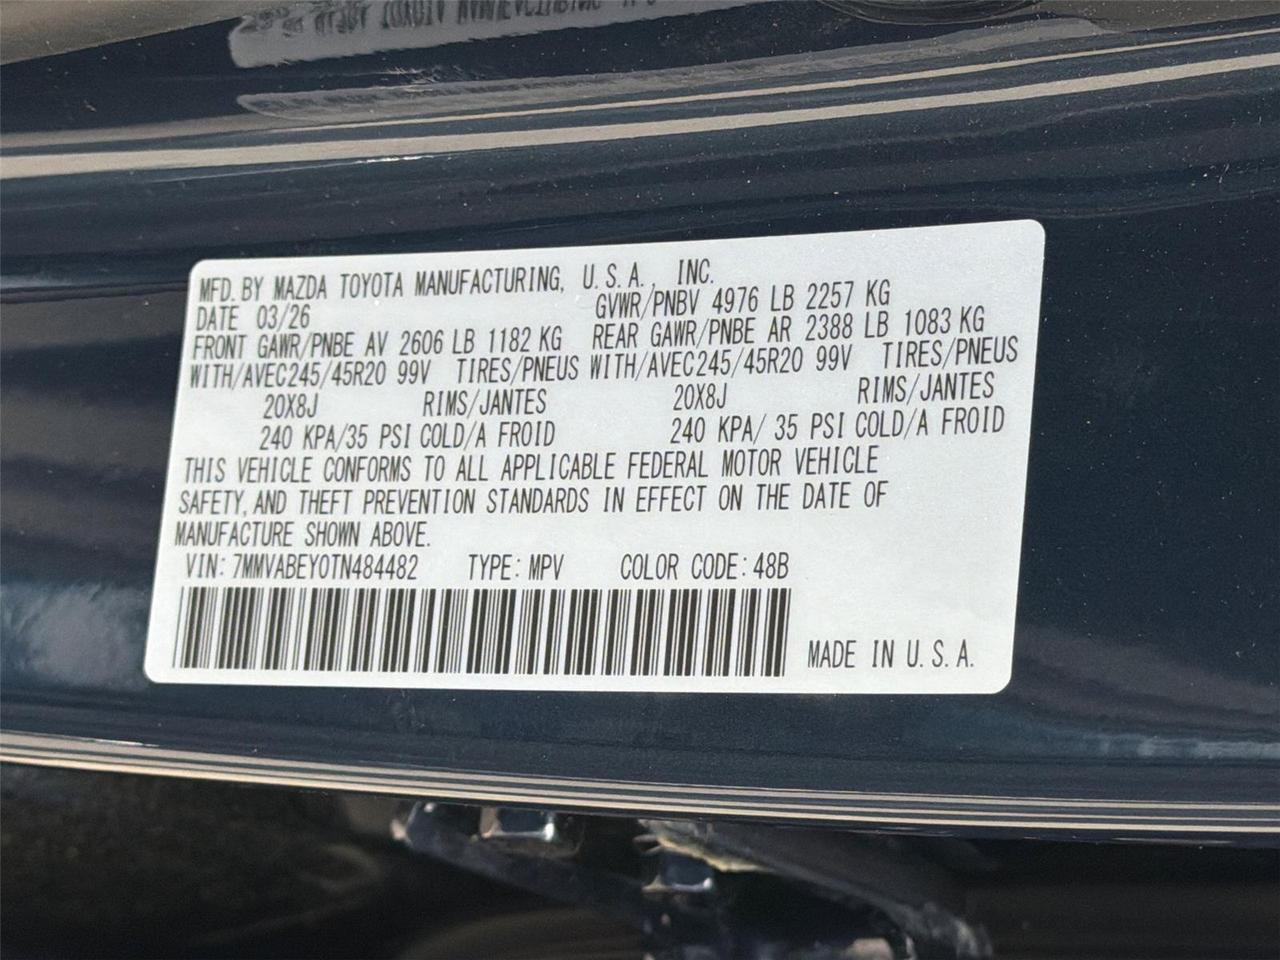 MFD. BY MAZDA TOYOTA MANUFACTURING, U.S.A., INC.
DATE 03/26 GVWR/PNBV 4976 LB 2257 KG
FRONT GAWR/PNBE AV 2606 LB 1182 KG REAR GAWR/PNBE AR 2388 LB 1083 KG
WITH/AVEC 245/45R20 99V TIRES/PNEUS WITH/AVEC 245/45R20 99V TIRES/PNEUS
20X8J RIMS/JANTES 20X8J RIMS/JANTES
240 KPA/35 PSI COLD/A FROID 240 KPA/ 35 PSI COLD/A FROID
THIS VEHICLE CONFORMS TO ALL APPLICABLE FEDERAL MOTOR VEHICLE
SAFETY, AND THEFT PREVENTION STANDARDS IN EFFECT ON THE DATE OF
MANUFACTURE SHOWN ABOVE.
VIN: 7MMVABEY0TN484482 TYPE: MPV COLOR CODE: 48B
MADE IN U.S.A.